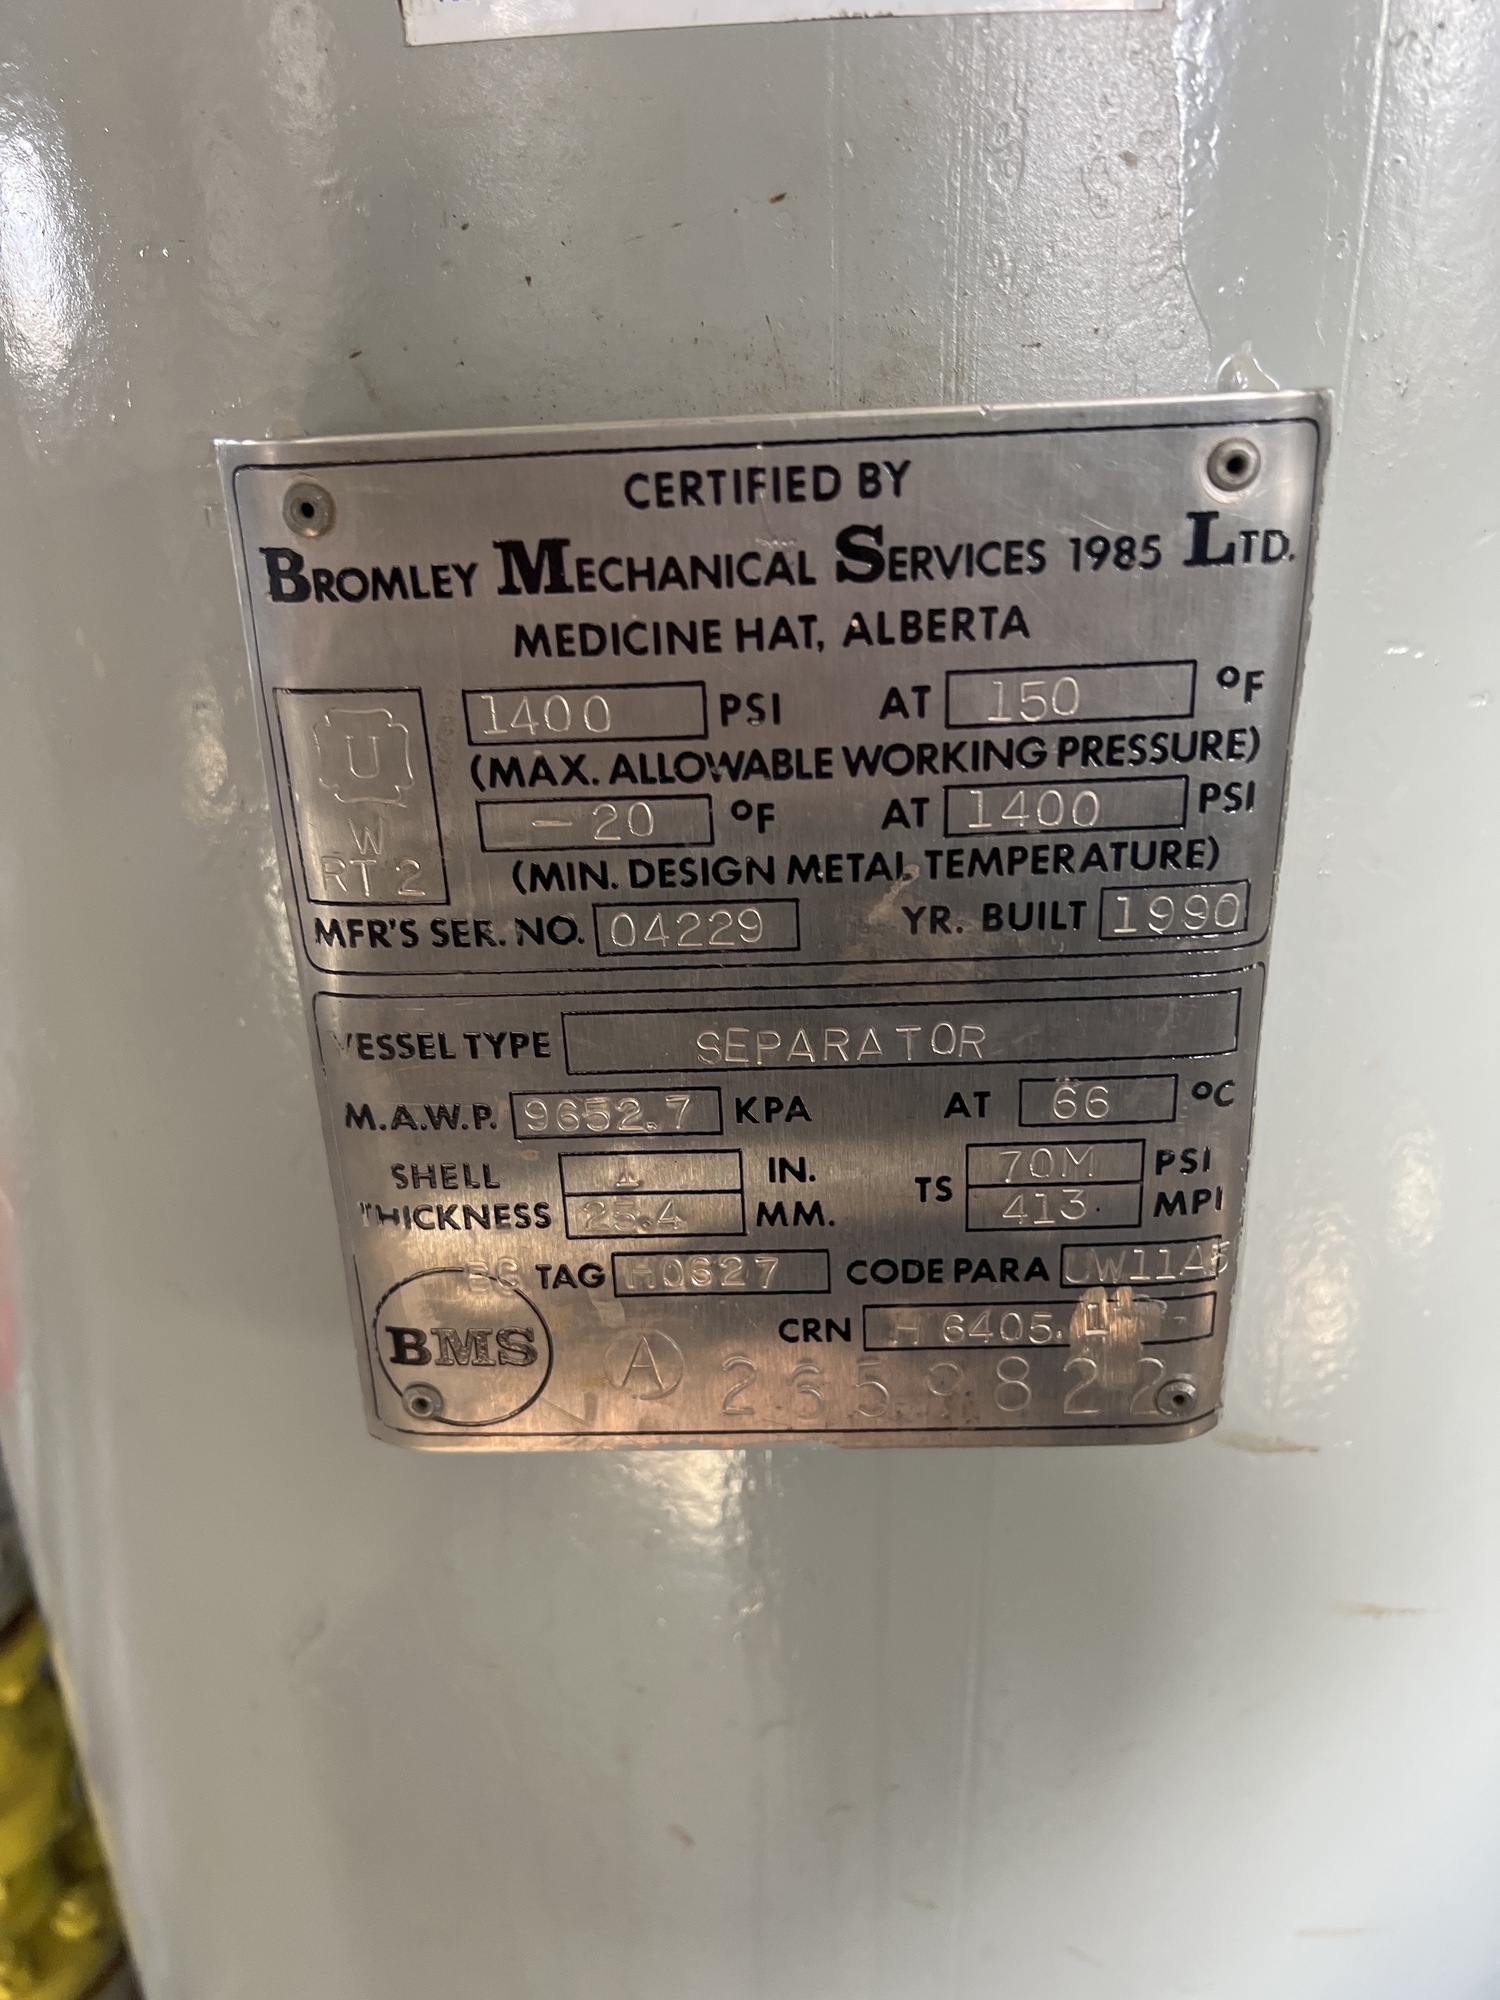 CERTIFIED BY
BROMLEY MECHANICAL SERVICES 1985 LTD.
MEDICINE HAT, ALBERTA
U
W
RT 2
1400 PSI AT 150 °F
(MAX. ALLOWABLE WORKING PRESSURE)
-20 °F AT 1400 PSI
(MIN. DESIGN METAL TEMPERATURE)
MFR'S SER. NO. 04229 YR. BUILT 1990
VESSEL TYPE SEPARATOR
M.A.W.P. 9652.7 KPA AT 66 °C
SHELL THICKNESS 1 IN. TS 70M PSI
25.4 MM. 413. MPI
TAG H0627 CODE PARA UW11A5
BMS
CRN H 6405.
A